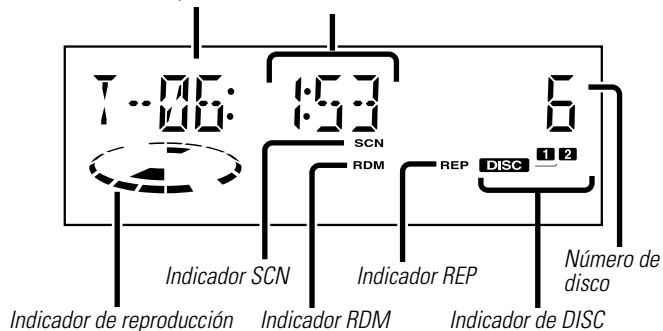 T--06: 1:53 6
SCN
RDM REP DISC 1 2
Indicador SCN Indicador REP Número de
disco
Indicador de reproducción Indicador RDM Indicador de DISC